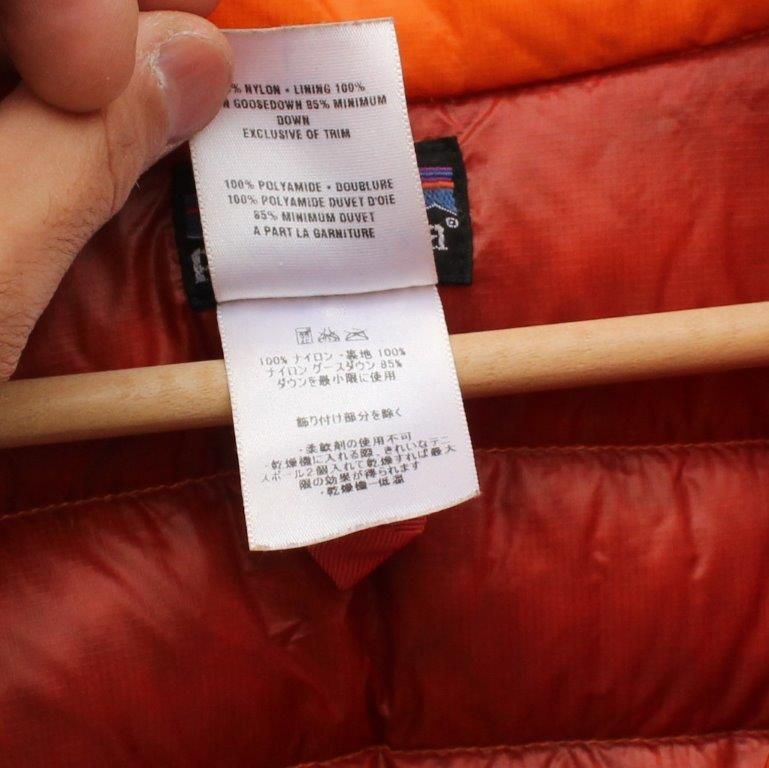 % NYLON • LINING 100%
N GOOSEDOWN 85% MINIMUM
DOWN
EXCLUSIVE OF TRIM
100% POLYAMIDE • DOUBLURE
100% POLYAMIDE DUVET D'OIE
85% MINIMUM DUVET
A PART LA GARNITURE
a®
100% ナイロン・裏地 100%
ナイロン グースダウン 85%
ダウンを最小限に使用
飾り付け部分を除く
・柔軟剤の使用不可
・乾燥機に入れる際、きれいなテニ
スボール2個入れて乾燥すれば最大
限の効果が得られます
・乾燥機ー低温